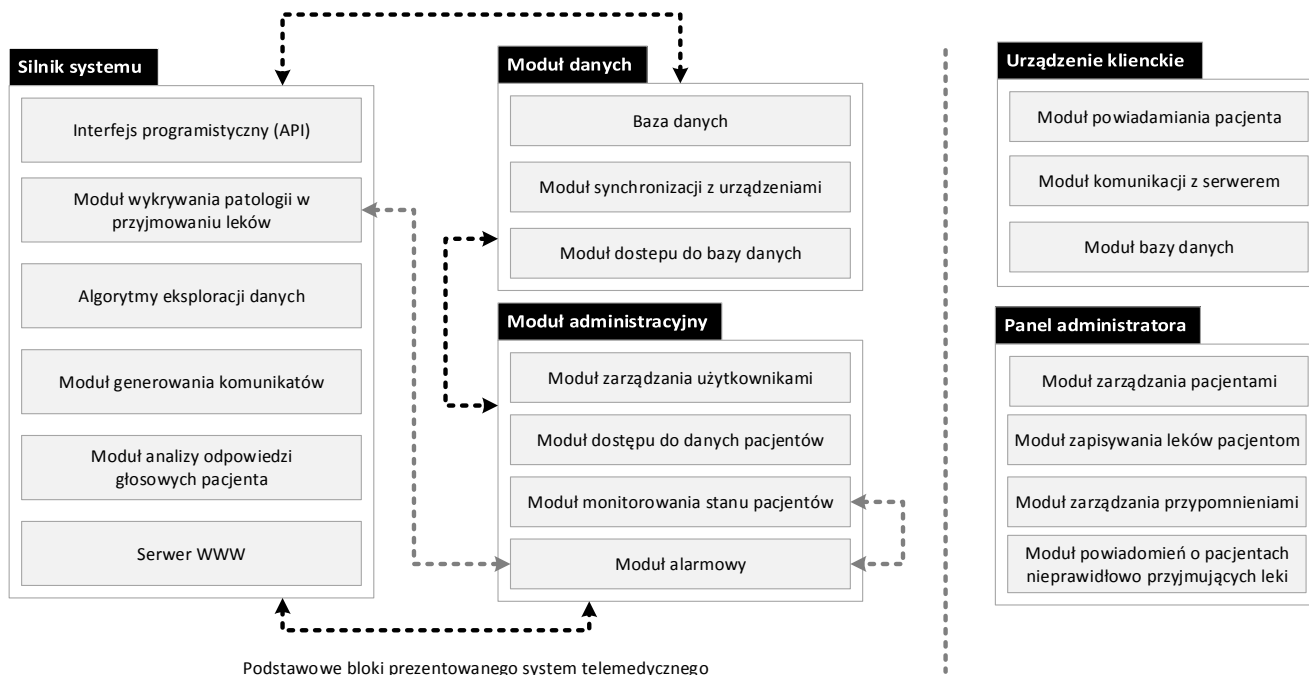 Silnik systemu
Interfejs programistyczny (API)
Moduł wykrywania patologii w
przyjmowaniu leków
Algorytmy eksploracji danych
Moduł generowania komunikatów
Moduł analizy odpowiedzi
głosowych pacjenta
Serwer WWW
Moduł danych
Baza danych
Moduł synchronizacji z urządzeniami
Moduł dostepu do bazy danych
Moduł administracyjny
Moduł zarządzania użytkownikami
Moduł dostępu do danych pacjentów
Moduł monitorowania stanu pacjentów
Moduł alarmowy
Urządzenie klienckie
Moduł powiadamiania pacjenta
Moduł komunikacji z serwerem
Moduł bazy danych
Panel administratora
Moduł zarządzania pacjentami
Moduł zapisywania leków pacjentom
Moduł zarządzania przypomnieniami
Moduł powiadomień o pacjentach
nieprawidłowo przyjmujących leki
Podstawowe bloki prezentowanego system telemedycznego